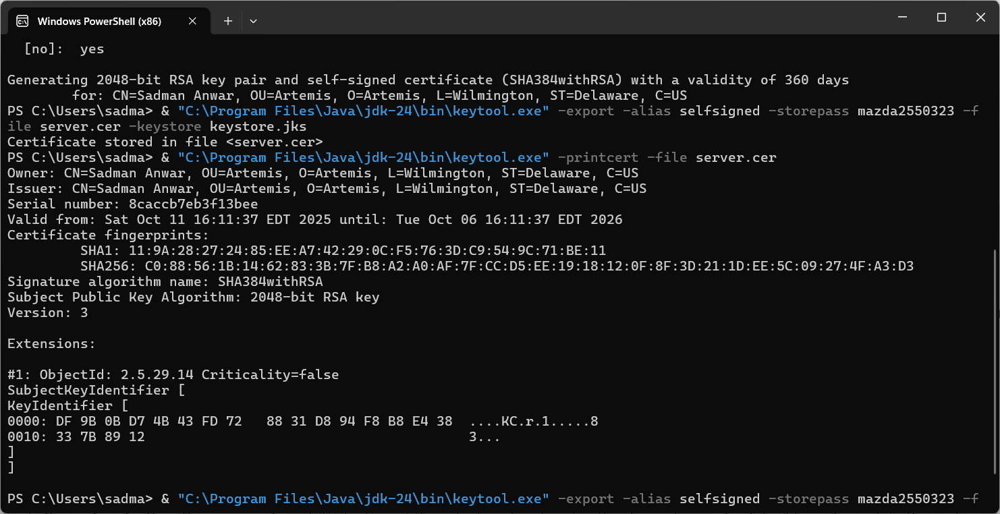 Windows PowerShell (x86)
[no]:  yes
Generating 2048-bit RSA key pair and self-signed certificate (SHA384withRSA) with a validity of 360 days
        for: CN=Sadman Anwar, OU=Artemis, O=Artemis, L=Wilmington, ST=Delaware, C=US
PS C:\Users\sadma> & "C:\Program Files\Java\jdk-24\bin\keytool.exe" -export -alias selfsigned -storepass mazda2550323 -f
ile server.cer -keystore keystore.jks
Certificate stored in file <server.cer>
PS C:\Users\sadma> & "C:\Program Files\Java\jdk-24\bin\keytool.exe" -printcert -file server.cer
Owner: CN=Sadman Anwar, OU=Artemis, O=Artemis, L=Wilmington, ST=Delaware, C=US
Issuer: CN=Sadman Anwar, OU=Artemis, O=Artemis, L=Wilmington, ST=Delaware, C=US
Serial number: 8caccb7eb3f13bee
Valid from: Sat Oct 11 16:11:37 EDT 2025 until: Tue Oct 06 16:11:37 EDT 2026
Certificate fingerprints:
         SHA1: 11:9A:28:27:24:85:EE:A7:42:29:0C:F5:76:3D:C9:54:9C:71:BE:11
         SHA256: C0:88:56:1B:14:62:83:3B:7F:B8:A2:A0:AF:7F:CC:D5:EE:19:18:12:0F:8F:3D:21:1D:EE:5C:09:27:4F:A3:D3
Signature algorithm name: SHA384withRSA
Subject Public Key Algorithm: 2048-bit RSA key
Version: 3
Extensions:
#1: ObjectId: 2.5.29.14 Criticality=false
SubjectKeyIdentifier [
KeyIdentifier [
0000: DF 9B 0B D7 4B 43 FD 72   88 31 D8 94 F8 B8 E4 38  ....KC.r.1.....8
0010: 33 7B 89 12                                        3...
]
]
PS C:\Users\sadma> & "C:\Program Files\Java\jdk-24\bin\keytool.exe" -export -alias selfsigned -storepass mazda2550323 -f